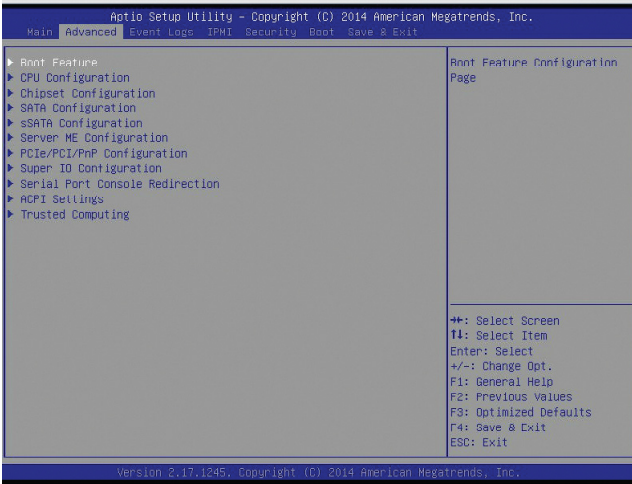 Aptio Setup Utility – Copyright (C) 2014 American Megatrends, Inc.
Main Advanced Event Logs IPMI Security Boot Save & Exit
Boot Feature
CPU Configuration
Chipset Configuration
SATA Configuration
sSATA Configuration
Server ME Configuration
PCIe/PCI/PnP Configuration
Super IO Configuration
Serial Port Console Redirection
ACPI Settings
Trusted Computing
Boot Feature Configuration
Page
→←: Select Screen
↑↓: Select Item
Enter: Select
+/-: Change Opt.
F1: General Help
F2: Previous Values
F3: Optimized Defaults
F4: Save & Exit
ESC: Exit
Version 2.17.1245. Copyright (C) 2014 American Megatrends, Inc.